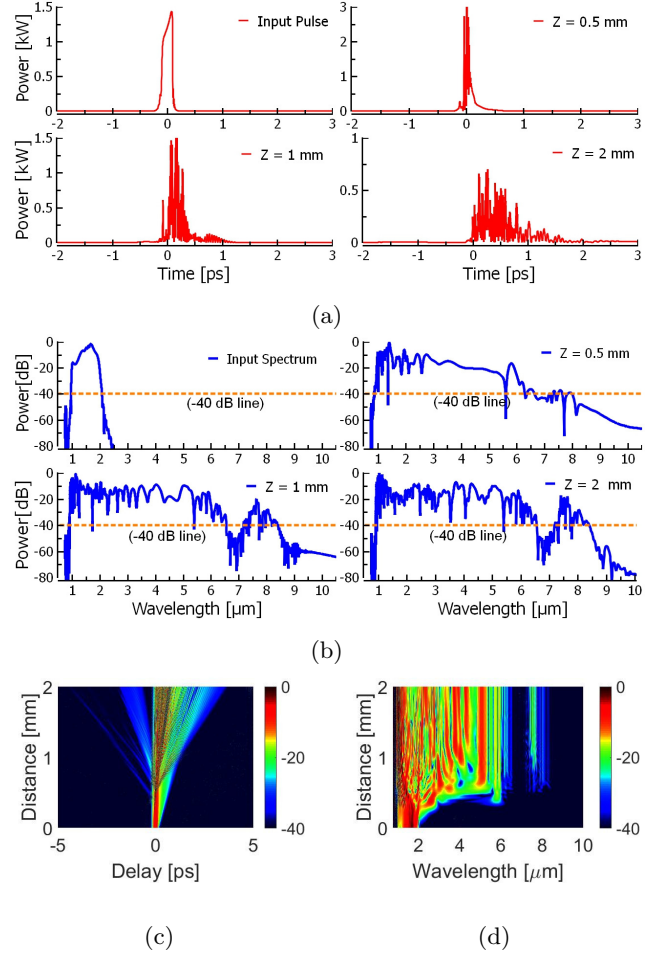 Power [kW]
1.5
1
0.5
0
Input Pulse
-2 -1 0 1 2 3
3
2
1
0
Z = 0.5 mm
-2 -1 0 1 2 3
Power [kW]
1.5
1
0.5
0
Z = 1 mm
-2 -1 0 1 2 3
Time [ps]
1
0.5
0
Z = 2 mm
-2 -1 0 1 2 3
Time [ps]
(a)
Power[dB]
0
-20
-40
-60
-80
Input Spectrum
(-40 dB line)
1 2 3 4 5 6 7 8 9 10
0
-20
-40
-60
-80
Z = 0.5 mm
(-40 dB line)
1 2 3 4 5 6 7 8 9 10
Power[dB]
0
-20
-40
-60
-80
Z = 1 mm
(-40 dB line)
1 2 3 4 5 6 7 8 9 10
Wavelength [µm]
0
-20
-40
-60
-80
Z = 2 mm
(-40 dB line)
1 2 3 4 5 6 7 8 9 10
Wavelength [µm]
(b)
Distance [mm]
2
1
0
-5 0 5
Delay [ps]
0
-20
-40
Distance [mm]
2
1
0
2 4 6 8 10
Wavelength [µm]
0
-20
-40
(c) (d)